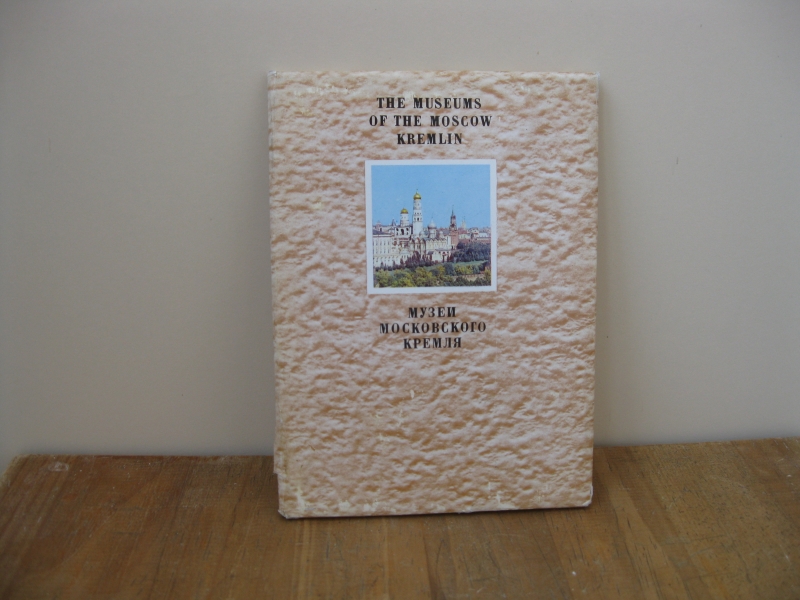 THE MUSEUMS
OF THE MOSCOW
KREMLIN
МУЗЕИ
МОСКОВСКОГО
КРЕМЛЯ